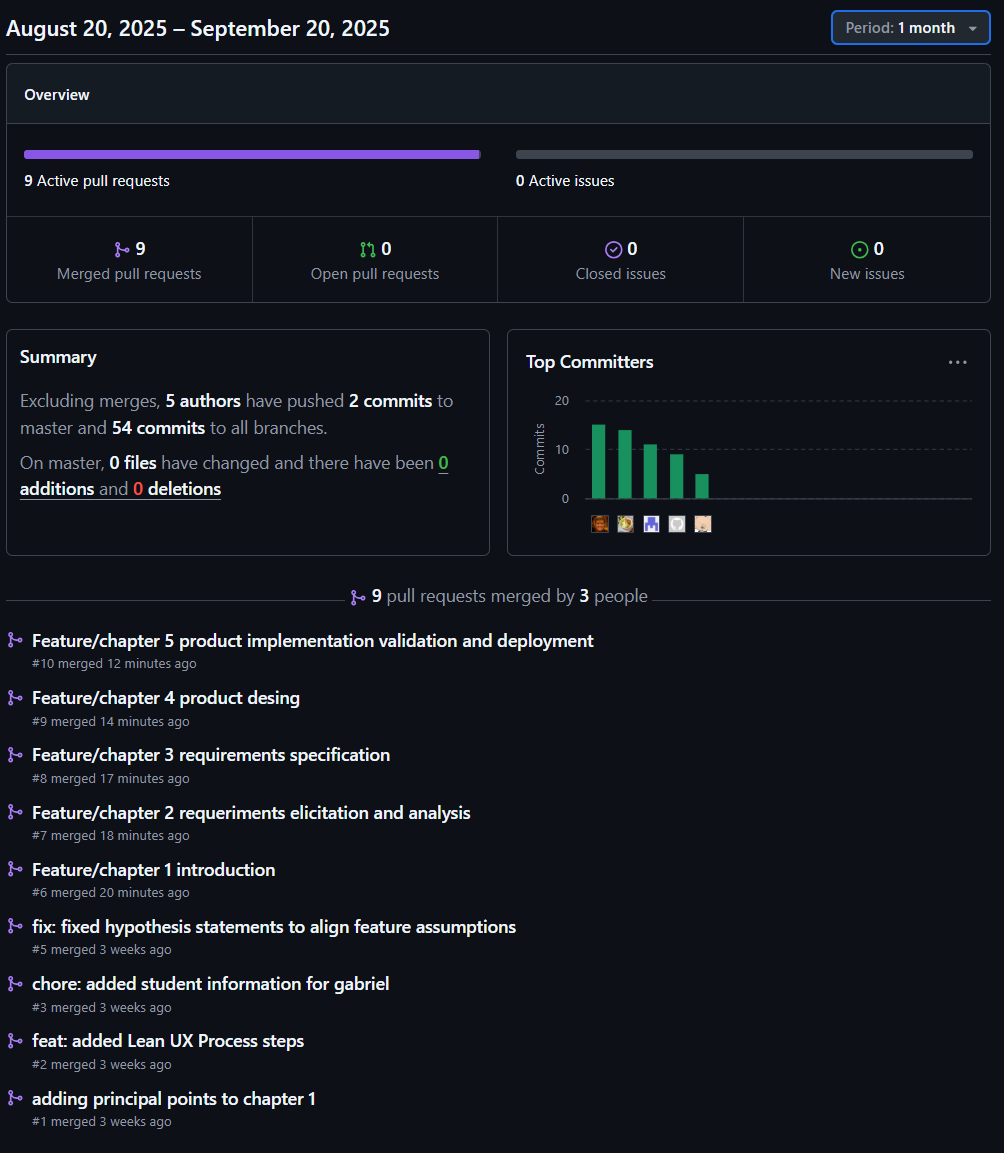 August 20, 2025 – September 20, 2025
Period: 1 month
Overview
9 Active pull requests
0 Active issues
9
Merged pull requests
0
Open pull requests
0
Closed issues
0
New issues
Summary
Excluding merges, 5 authors have pushed 2 commits to
master and 54 commits to all branches.
On master, 0 files have changed and there have been 0
additions and 0 deletions
Top Committers
Commits
20
10
0
9 pull requests merged by 3 people
Feature/chapter 5 product implementation validation and deployment
#10 merged 12 minutes ago
Feature/chapter 4 product desing
#9 merged 14 minutes ago
Feature/chapter 3 requirements specification
#8 merged 17 minutes ago
Feature/chapter 2 requeriments elicitation and analysis
#7 merged 18 minutes ago
Feature/chapter 1 introduction
#6 merged 20 minutes ago
fix: fixed hypothesis statements to align feature assumptions
#5 merged 3 weeks ago
chore: added student information for gabriel
#3 merged 3 weeks ago
feat: added Lean UX Process steps
#2 merged 3 weeks ago
adding principal points to chapter 1
#1 merged 3 weeks ago